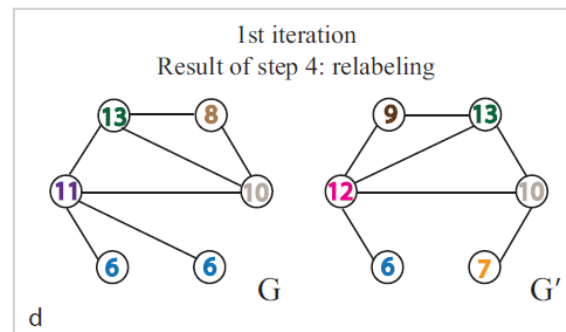 1st iteration
Result of step 4: relabeling
13 8 9 13
11 10 12 10
6 6 6 7
G G′
d